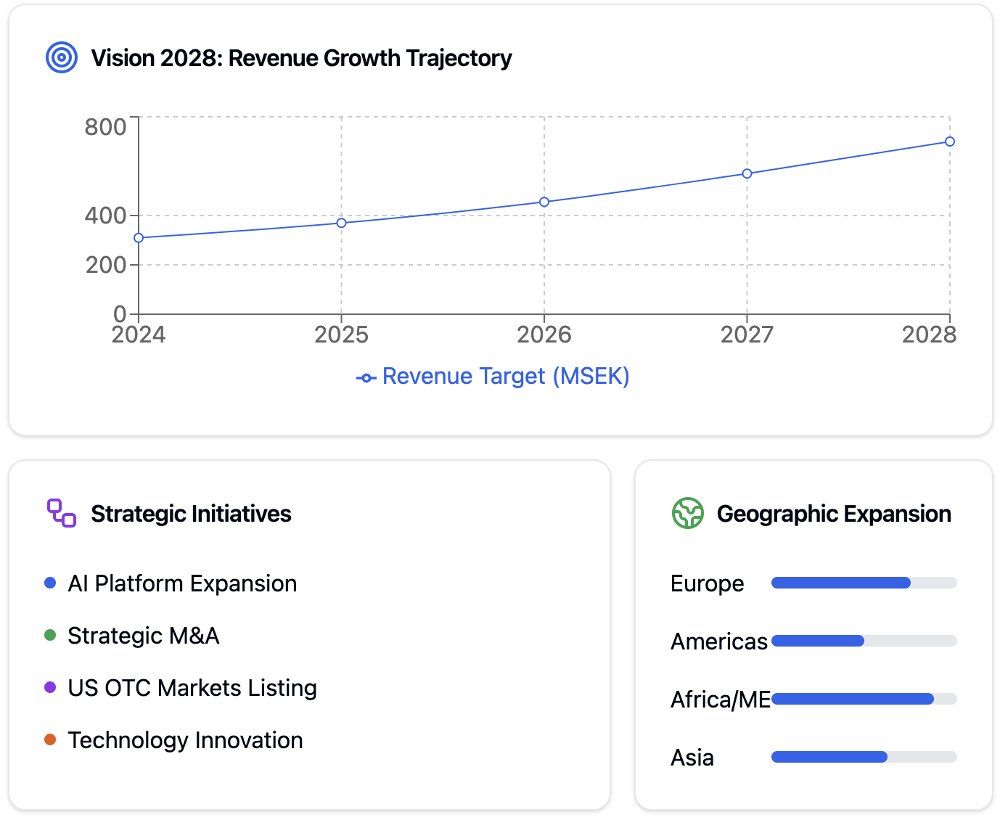 Vision 2028: Revenue Growth Trajectory
800
400
200
0
2024 2025 2026 2027 2028
Revenue Target (MSEK)
Strategic Initiatives
AI Platform Expansion
Strategic M&A
US OTC Markets Listing
Technology Innovation
Geographic Expansion
Europe
Americas
Africa/ME
Asia